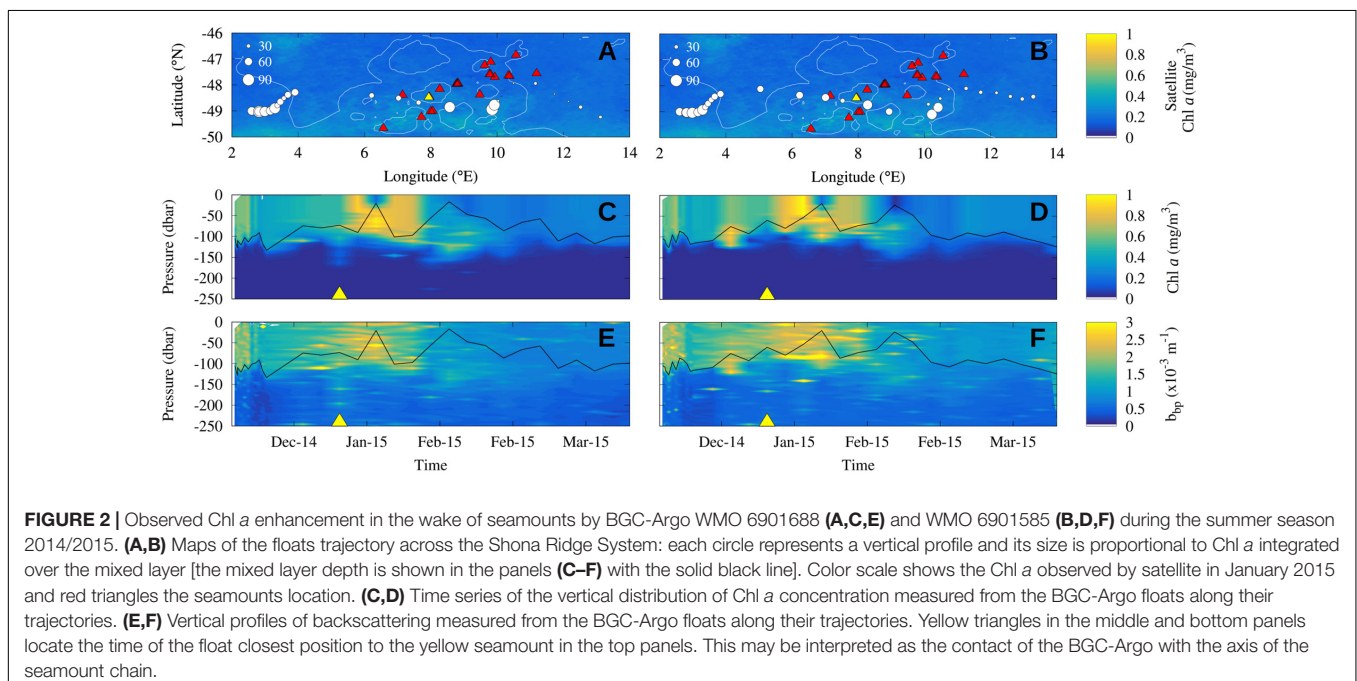 -46
-47
-48
-49
-50
Latitude (°N)
30
60
90
A
2 4 6 8 10 12 14
Longitude (°E)
30
60
90
B
2 4 6 8 10 12 14
Longitude (°E)
1
0.8
0.6
0.4
0.2
0
Satellite
Chl a (mg/m³)
0
-50
-100
-150
-200
-250
Pressure (dbar)
C
D
1
0.8
0.6
0.4
0.2
0
Chl a (mg/m³)
0
-50
-100
-150
-200
-250
Pressure (dbar)
E
F
3
2.5
2
1.5
1
0.5
0
b_bp (x10⁻³ m⁻¹)
Dec-14 Jan-15 Feb-15 Feb-15 Mar-15
Time
Dec-14 Jan-15 Feb-15 Feb-15 Mar-15
Time
FIGURE 2 | Observed Chl a enhancement in the wake of seamounts by BGC-Argo WMO 6901688 (A,C,E) and WMO 6901585 (B,D,F) during the summer season
2014/2015. (A,B) Maps of the floats trajectory across the Shona Ridge System: each circle represents a vertical profile and its size is proportional to Chl a integrated
over the mixed layer [the mixed layer depth is shown in the panels (C–F) with the solid black line]. Color scale shows the Chl a observed by satellite in January 2015
and red triangles the seamounts location. (C,D) Time series of the vertical distribution of Chl a concentration measured from the BGC-Argo floats along their
trajectories. (E,F) Vertical profiles of backscattering measured from the BGC-Argo floats along their trajectories. Yellow triangles in the middle and bottom panels
locate the time of the float closest position to the yellow seamount in the top panels. This may be interpreted as the contact of the BGC-Argo with the axis of the
seamount chain.